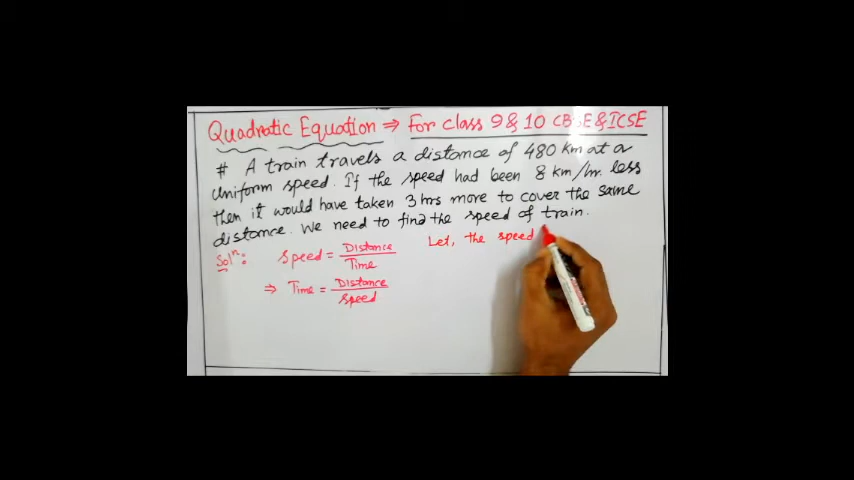 Quadratic Equation ⇒ For class 9 & 10 CBSE & ICSE
# A train travels a distance of 480 km at a
uniform speed. If the speed had been 8 km/hr. less
then it would have taken 3 hrs more to cover the same
distance. We need to find the speed of train.
Solⁿ: Speed = Distance / Time
⇒ Time = Distance / Speed
Let, the speed